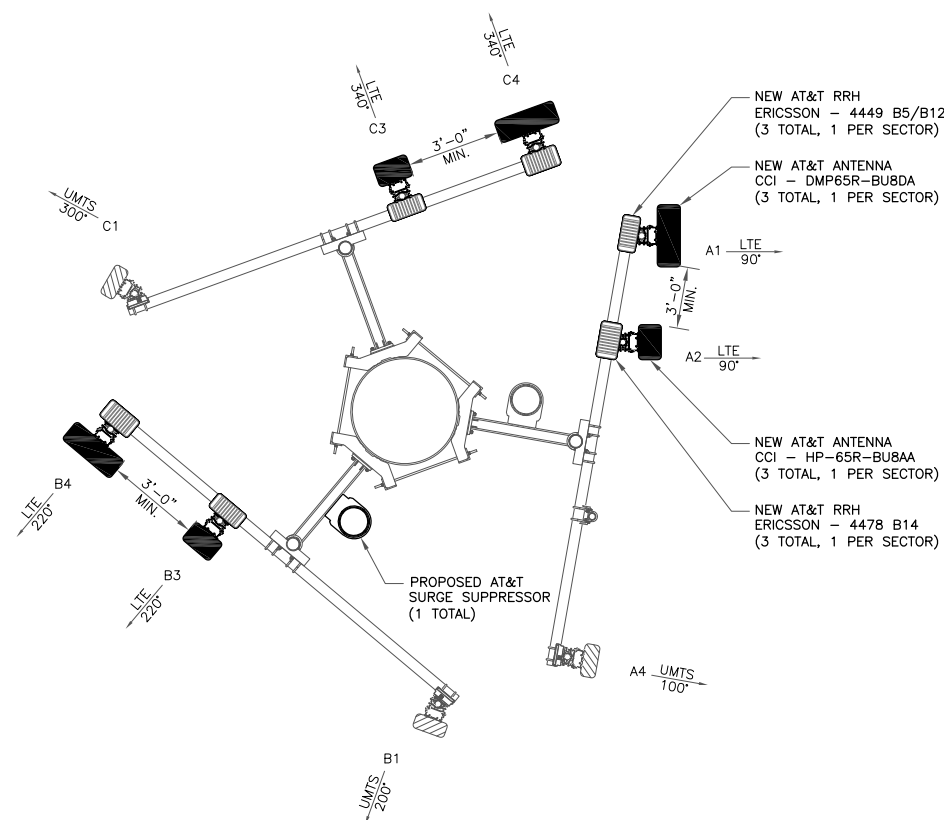 LTE
340°
C4
LTE
340°
C3
3'-0"
MIN.
UMTS
300°
C1
NEW AT&T RRH
ERICSSON - 4449 B5/B12
(3 TOTAL, 1 PER SECTOR)
NEW AT&T ANTENNA
CCI - DMP65R-BU8DA
(3 TOTAL, 1 PER SECTOR)
A1
LTE
90°
3'-0"
MIN.
A2
LTE
90°
NEW AT&T ANTENNA
CCI - HP-65R-BU8AA
(3 TOTAL, 1 PER SECTOR)
NEW AT&T RRH
ERICSSON - 4478 B14
(3 TOTAL, 1 PER SECTOR)
B4
LTE
220°
3'-0"
MIN.
B3
LTE
220°
PROPOSED AT&T
SURGE SUPPRESSOR
(1 TOTAL)
A4
UMTS
100°
B1
UMTS
200°